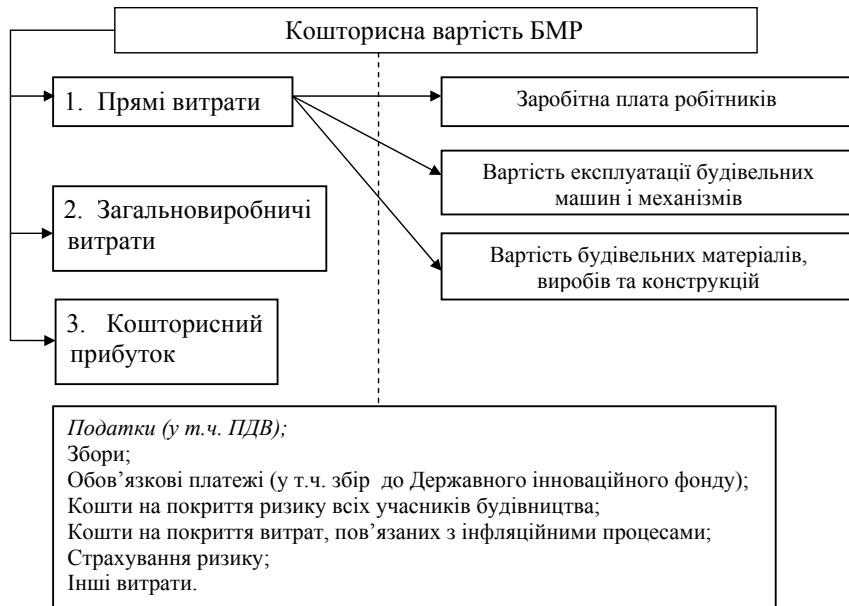 Кошторисна вартість БМР
1. Прямі витрати
Заробітна плата робітників
Вартість експлуатації будівельних
машин і механізмів
2. Загальновиробничі
витрати
Вартість будівельних матеріалів,
виробів та конструкцій
3. Кошторисний
прибуток
Податки (у т.ч. ПДВ);
Збори;
Обов’язкові платежі (у т.ч. збір до Державного інноваційного фонду);
Кошти на покриття ризику всіх учасників будівництва;
Кошти на покриття витрат, пов’язаних з інфляційними процесами;
Страхування ризику;
Інші витрати.